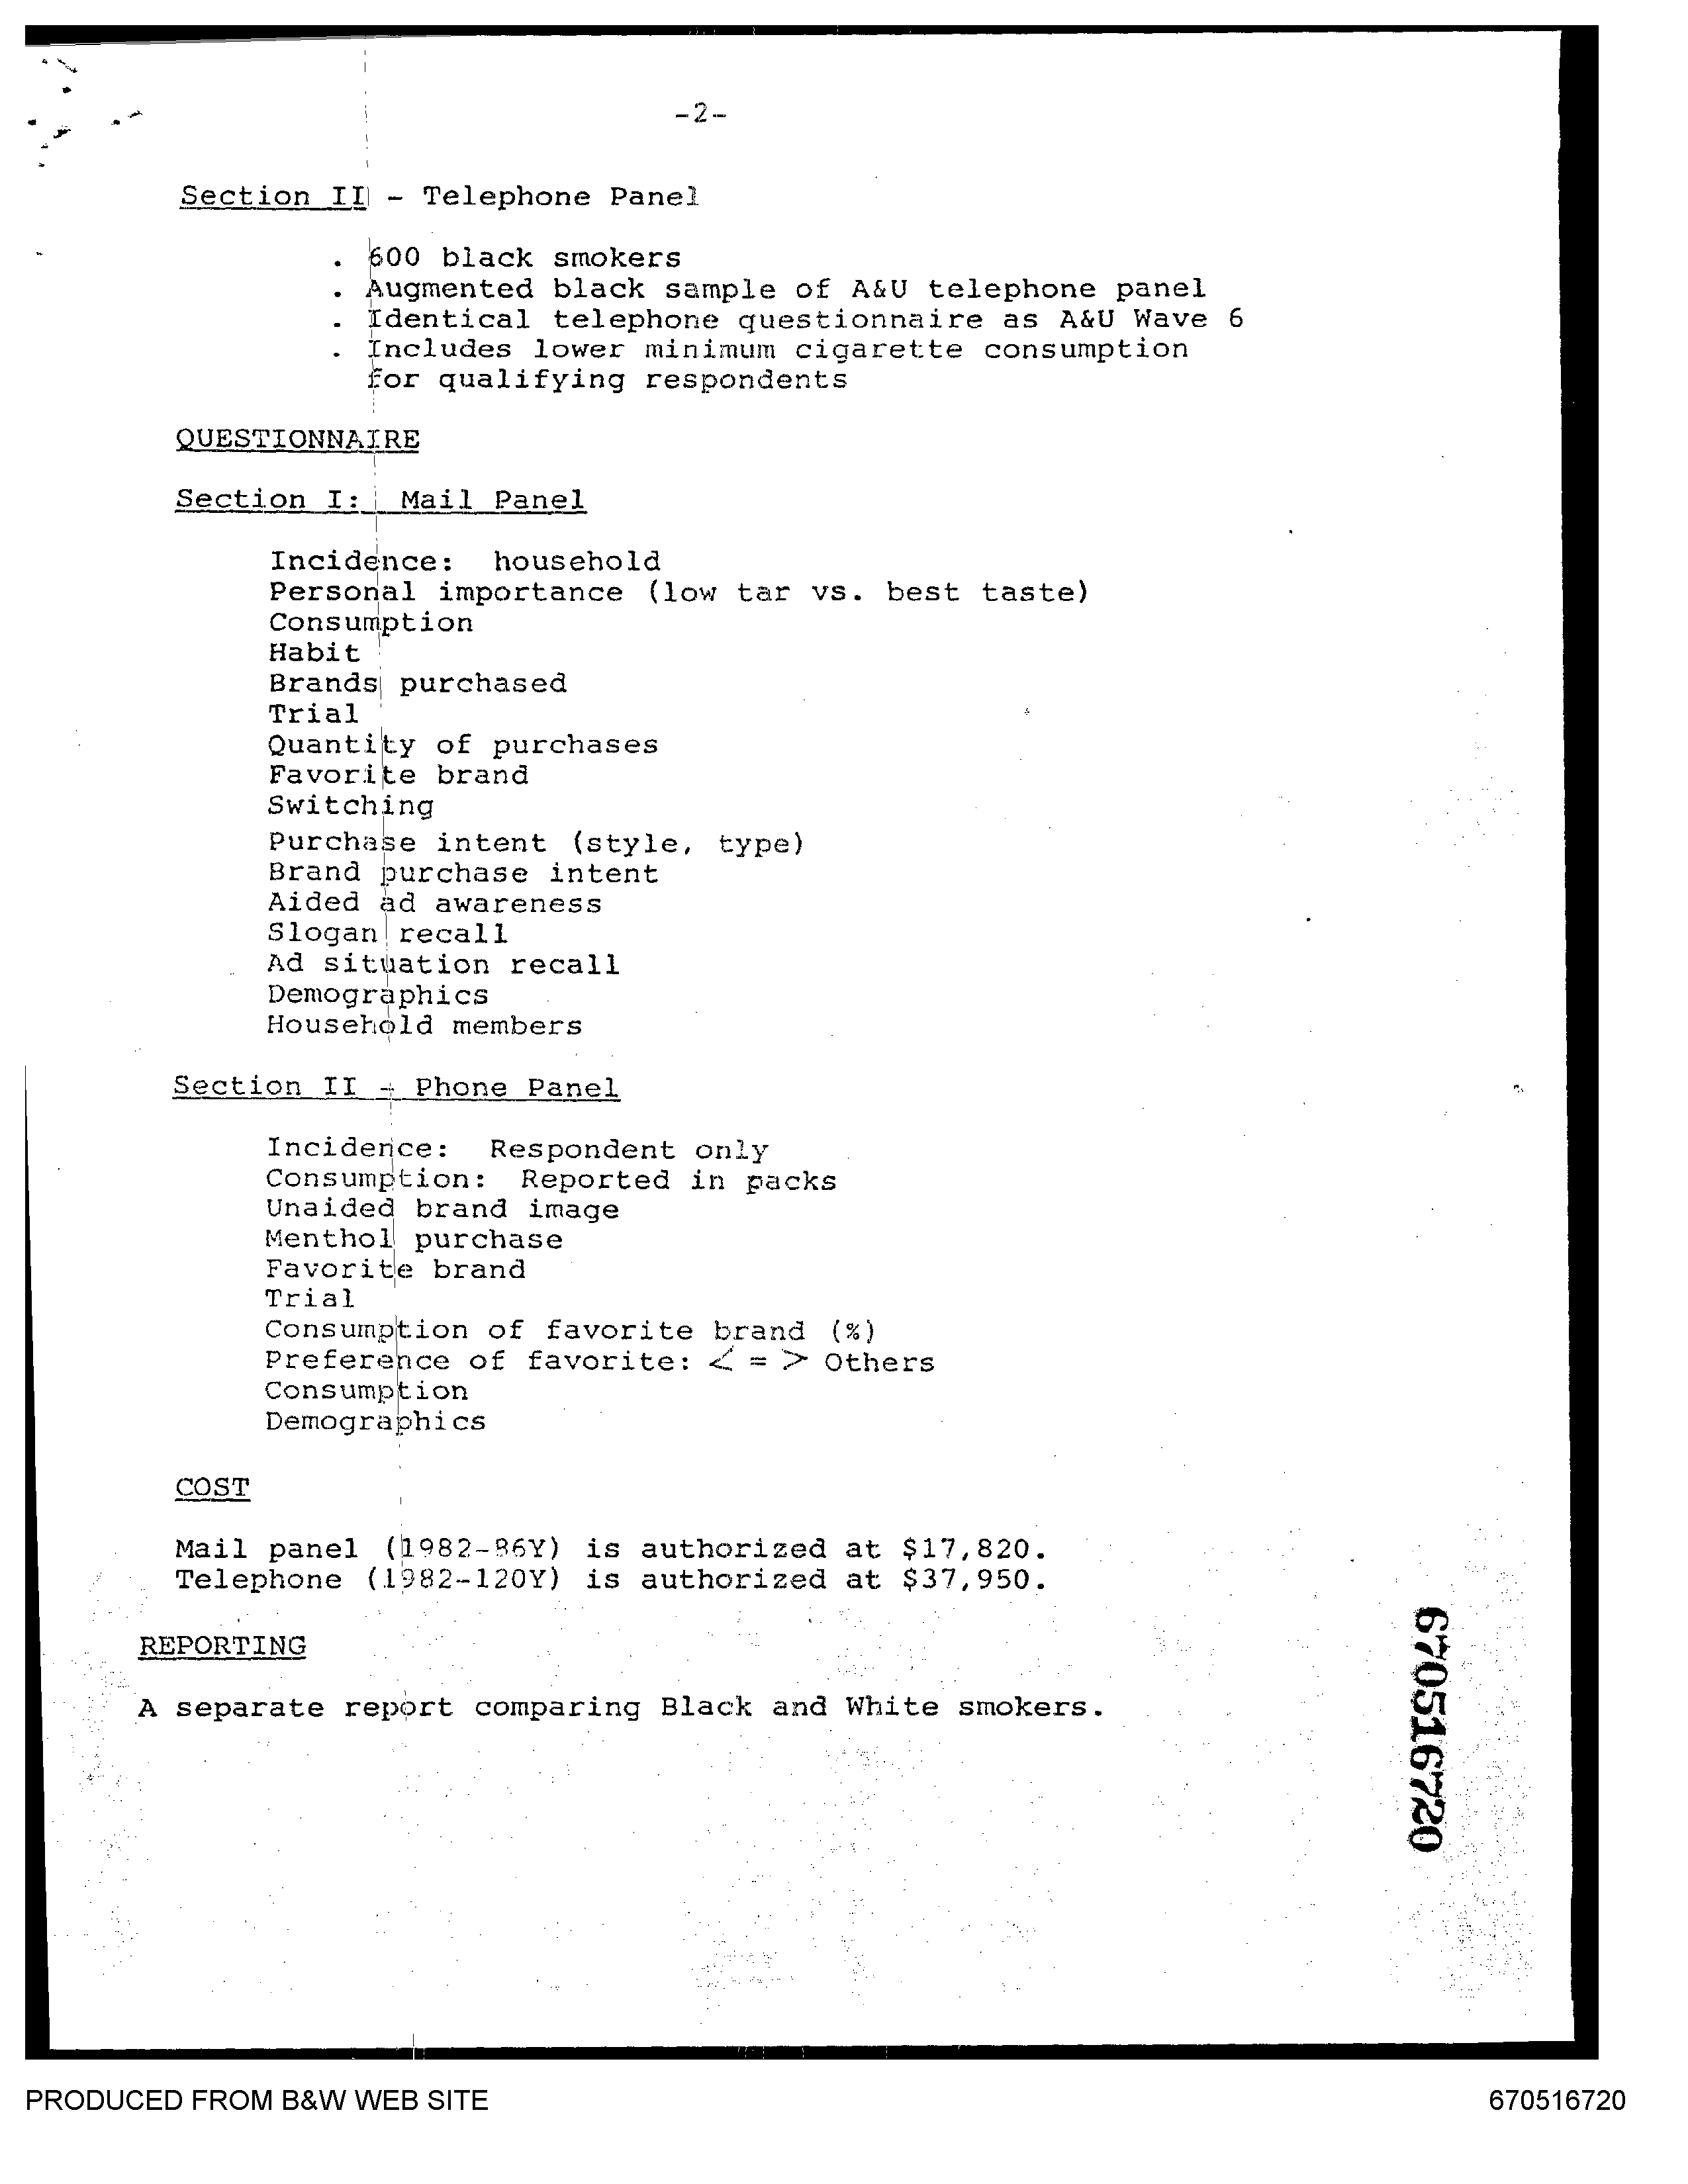 -2-
Section II - Telephone Panel
. 600 black smokers
. Augmented black sample of A&U telephone panel
. Identical telephone questionnaire as A&U Wave 6
. Includes lower minimum cigarette consumption
for qualifying respondents
QUESTIONNAIRE
Section I: Mail Panel
Incidence: household
Personal importance (low tar vs. best taste)
Consumption
Habit
Brands purchased
Trial
Quantity of purchases
Favorite brand
Switching
Purchase intent (style, type)
Brand purchase intent
Aided ad awareness
Slogan recall
Ad situation recall
Demographics
Household members
Section II - Phone Panel
Incidence: Respondent only
Consumption: Reported in packs
Unaided brand image
Menthol purchase
Favorite brand
Trial
Consumption of favorite brand (%)
Preference of favorite: < = > Others
Consumption
Demographics
COST
Mail panel (1982-86Y) is authorized at $17,820.
Telephone (1982-120Y) is authorized at $37,950.
REPORTING
A separate report comparing Black and White smokers.
670516720
PRODUCED FROM B&W WEB SITE
670516720